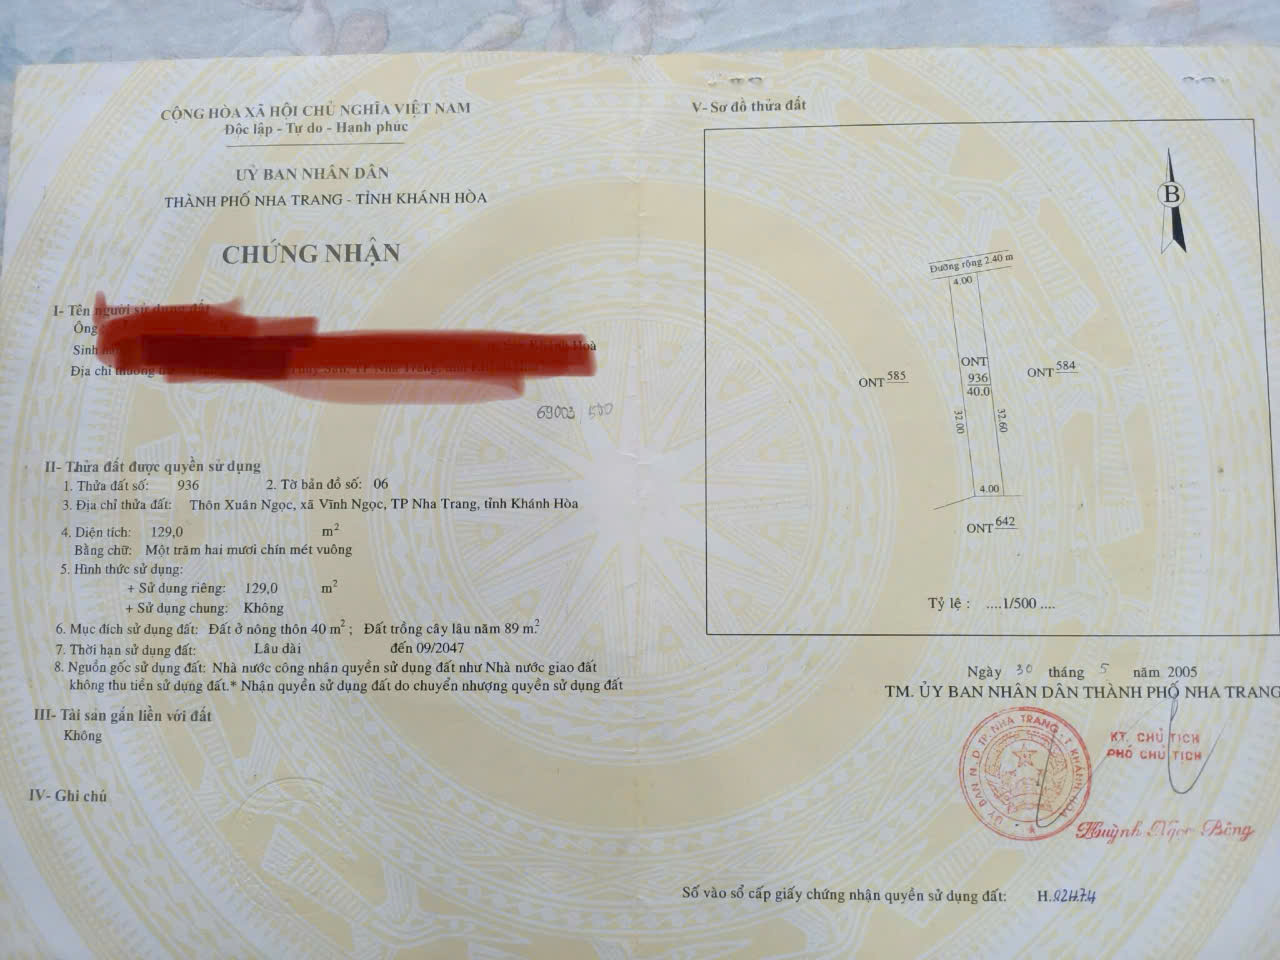 CỘNG HÒA XÃ HỘI CHỦ NGHĨA VIỆT NAM
Độc lập - Tự do - Hạnh phúc
UỶ BAN NHÂN DÂN
THÀNH PHỐ NHA TRANG - TỈNH KHÁNH HÒA
CHỨNG NHẬN
I- Tên người sử dụng đất
Ông
Sinh
Địa chỉ thường
69003
II- Thửa đất được quyền sử dụng
1. Thửa đất số: 936 2. Tờ bản đồ số: 06
3. Địa chỉ thửa đất: Thôn Xuân Ngọc, xã Vĩnh Ngọc, TP Nha Trang, tỉnh Khánh Hòa
4. Diện tích: 129,0 m2
Bằng chữ: Một trăm hai mươi chín mét vuông
5. Hình thức sử dụng:
+ Sử dụng riêng: 129,0 m2
+ Sử dụng chung: Không
6. Mục đích sử dụng đất: Đất ở nông thôn 40 m2; Đất trồng cây lâu năm 89 m2.
7. Thời hạn sử dụng đất: Lâu dài đến 09/2047
8. Nguồn gốc sử dụng đất: Nhà nước công nhận quyền sử dụng đất như Nhà nước giao đất
không thu tiền sử dụng đất.* Nhận quyền sử dụng đất do chuyển nhượng quyền sử dụng đất
III- Tài sản gắn liền với đất
Không
IV- Ghi chú
V- Sơ đồ thửa đất
B
Đường rộng 2.40 m
4.00
ONT
936
40.0
ONT 585
ONT 584
32.00
32.60
4.00
ONT 642
Tỷ lệ : ....1/500 ....
Ngày 30 tháng 5 năm 2005
TM. ỦY BAN NHÂN DÂN THÀNH PHỐ NHA TRANG
KT. CHỦ TỊCH
PHÓ CHỦ TỊCH
ỦY BAN N.D TP. NHA TRANG - T. KHÁNH HÒA
Huỳnh Ngọc Bông
Số vào sổ cấp giấy chứng nhận quyền sử dụng đất: H.02474